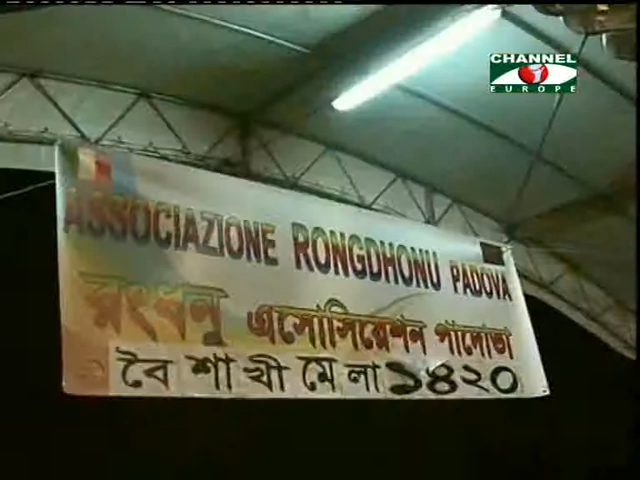 CHANNEL i
EUROPE
ASSOCIAZIONE RONGDHONU PADOVA
রংধনু এসোসিয়েশন পাদোভা
বৈশাখী মেলা ১৪২০